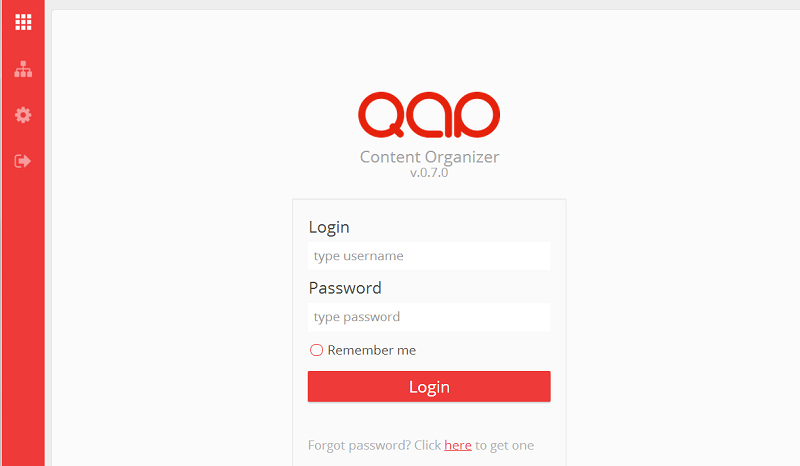 QAP
Content Organizer
v.0.7.0
Login
type username
Password
type password
Remember me
Login
Forgot password? Click here to get one